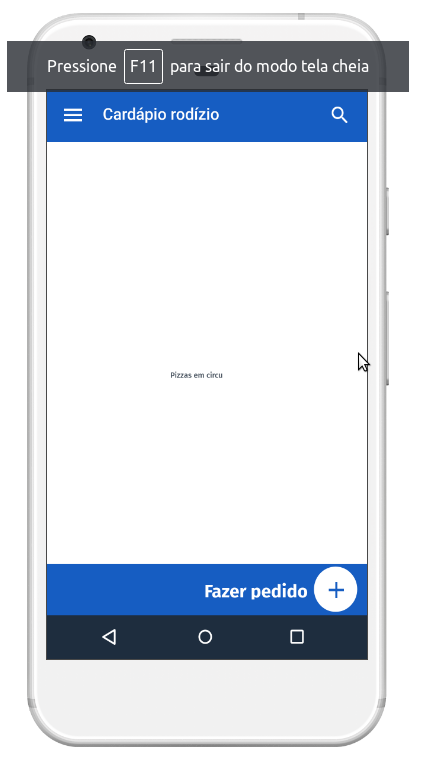 Pressione F11 para sair do modo tela cheia
Cardápio rodízio
Pizzas em circu
Fazer pedido